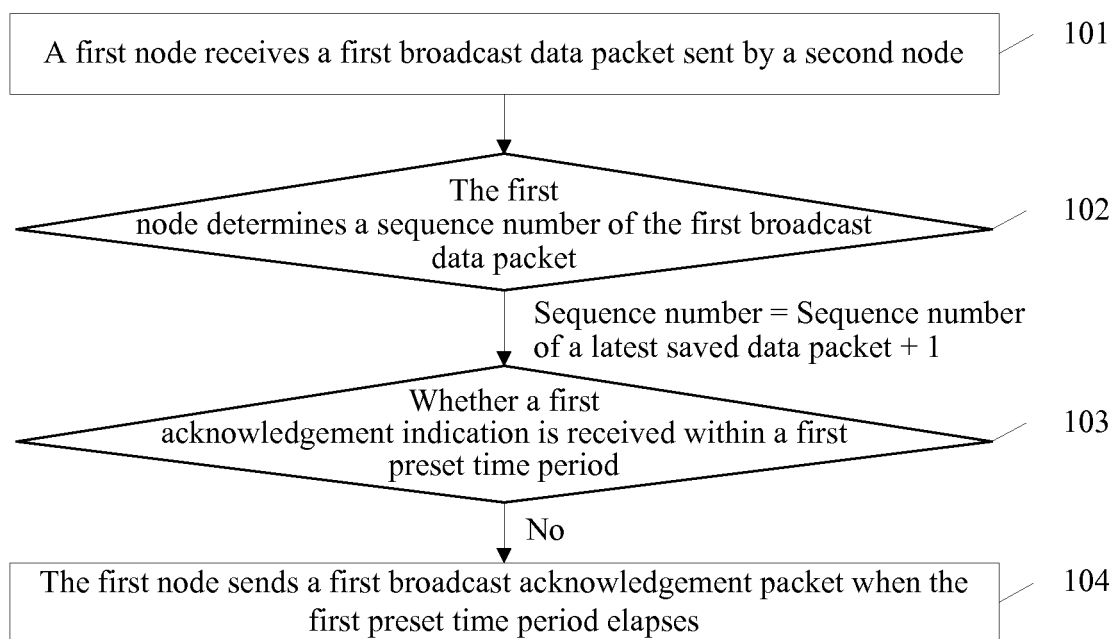 A first node receives a first broadcast data packet sent by a second node
101
The first
node determines a sequence number of the first broadcast
data packet
102
Sequence number = Sequence number
of a latest saved data packet + 1
Whether a first
acknowledgement indication is received within a first
preset time period
103
No
The first node sends a first broadcast acknowledgement packet when the
first preset time period elapses
104